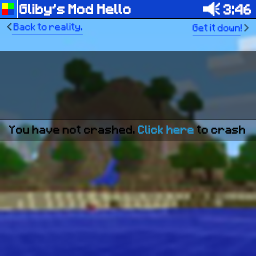 Gliby's Mod Hello 3:46
<Back to reality. Get it down!>
You have not crashed. Click here to crash